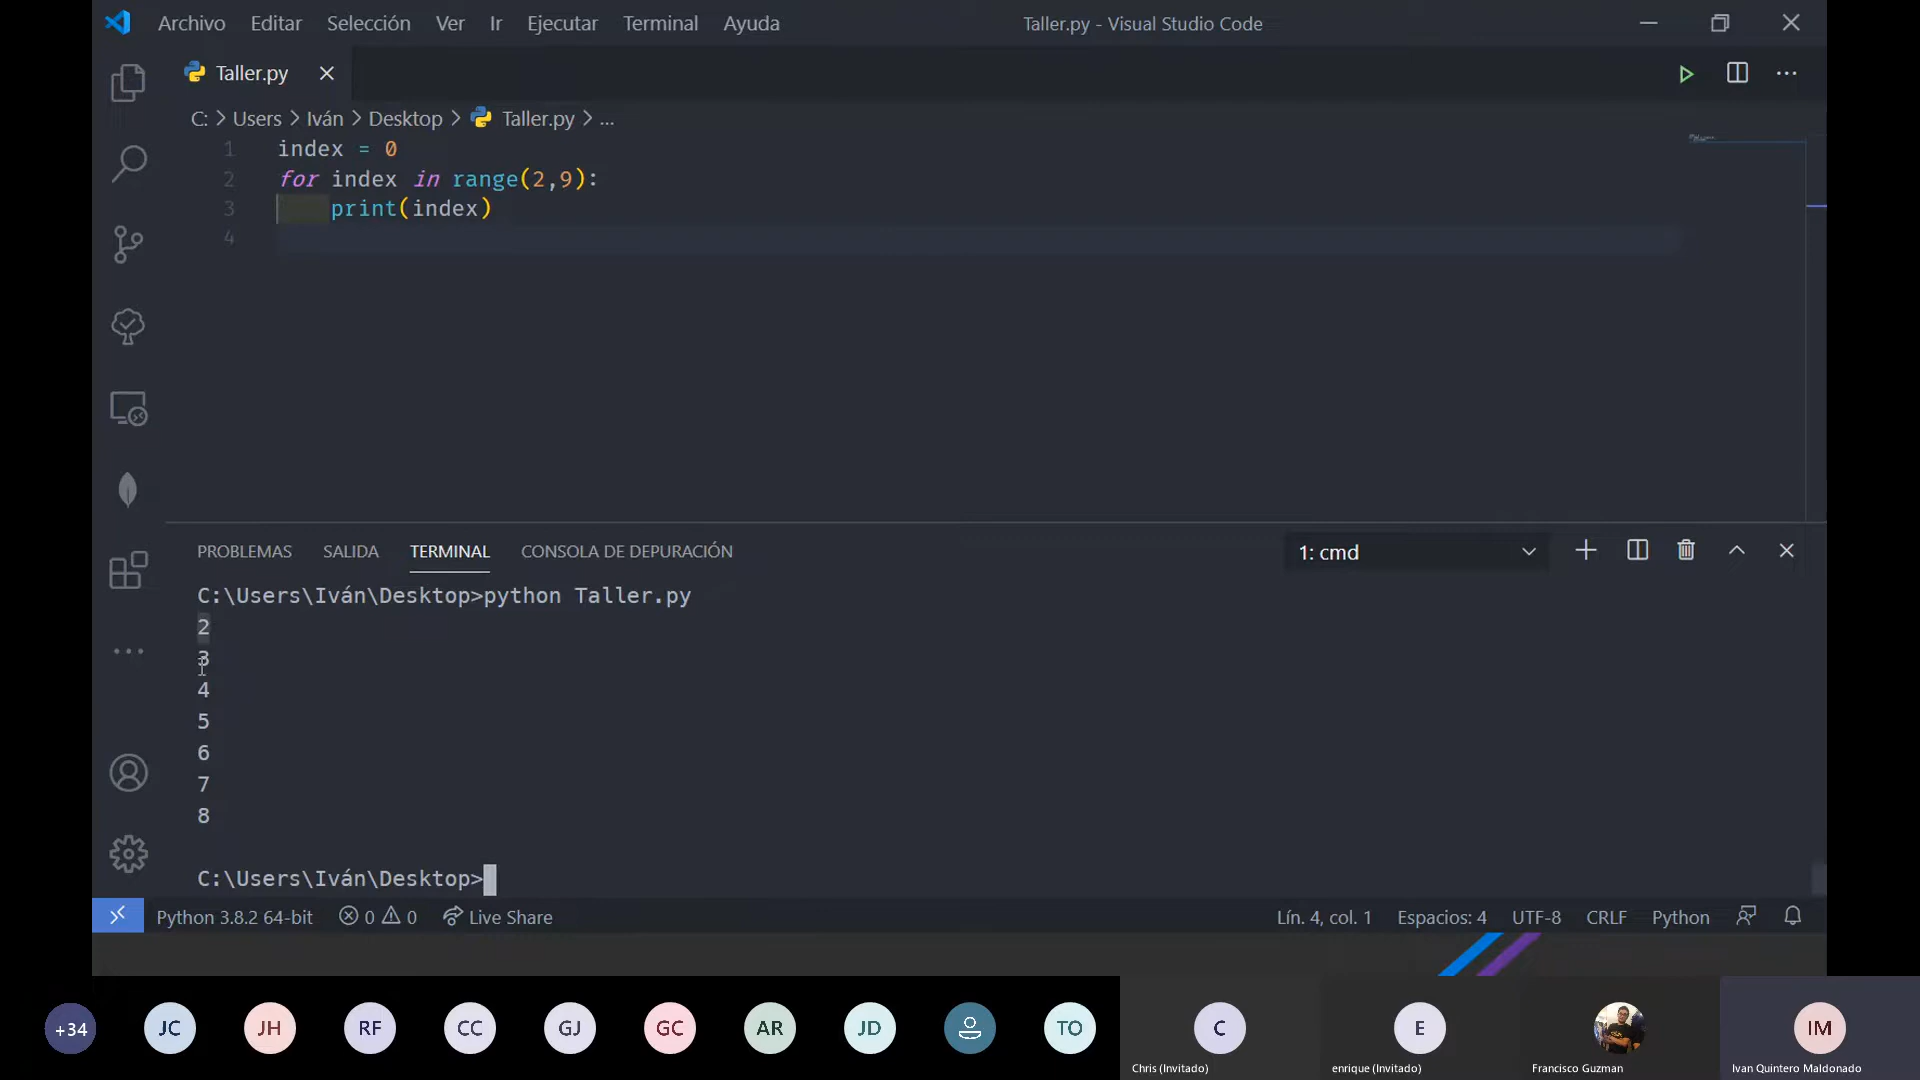 Archivo Editar Selección Ver Ir Ejecutar Terminal Ayuda Taller.py - Visual Studio Code
Taller.py
C: > Users > Iván > Desktop > Taller.py > ...
1 index = 0
2 for index in range(2,9):
3 print(index)
4
PROBLEMAS SALIDA TERMINAL CONSOLA DE DEPURACIÓN 1: cmd
C:\Users\Iván\Desktop>python Taller.py
2
3
4
5
6
7
8
C:\Users\Iván\Desktop>
Python 3.8.2 64-bit 0 0 Live Share Lín. 4, col. 1 Espacios: 4 UTF-8 CRLF Python
+34 JC JH RF CC GJ GC AR JD TO C E IM
Chris (Invitado) enrique (Invitado) Francisco Guzman Ivan Quintero Maldonado